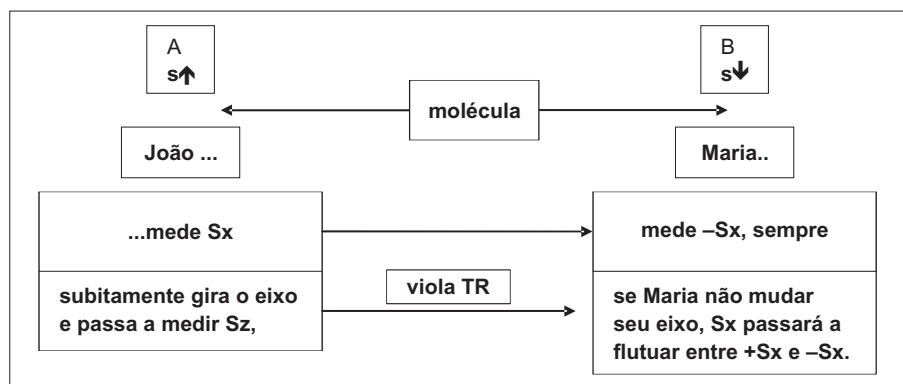 A
s↑
B
s↓
molécula
João ...
Maria..
...mede Sx
mede –Sx, sempre
subitamente gira o eixo
e passa a medir Sz,
viola TR
se Maria não mudar
seu eixo, Sx passará a
flutuar entre +Sx e –Sx.